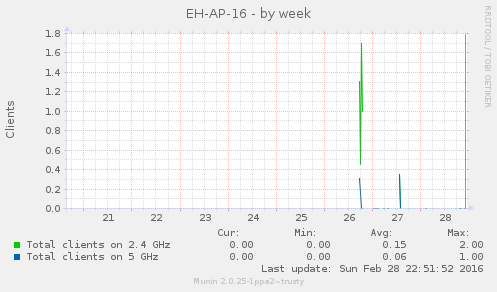 EH-AP-16 - by week
RRDTOOL / TOBI OETIKER
Clients
1.8
1.6
1.4
1.2
1.0
0.8
0.6
0.4
0.2
0.0
21 22 23 24 25 26 27 28
Cur: Min: Avg: Max:
Total clients on 2.4 GHz 0.00 0.00 0.15 2.00
Total clients on 5 GHz 0.00 0.00 0.06 1.00
Last update: Sun Feb 28 22:51:52 2016
Munin 2.0.25-1ppa2~trusty